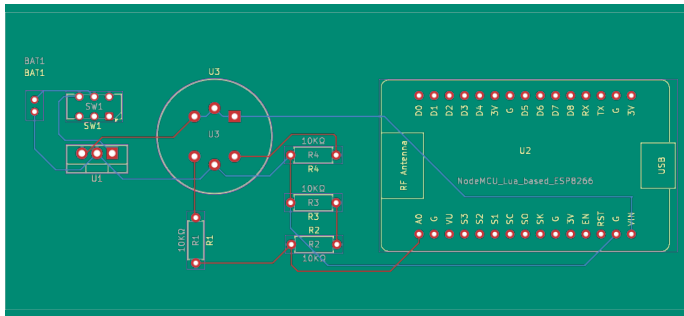 BAT1
BAT1
SW1
SW1
U1
U3
U3
10KΩ
R4
R4
10KΩ
R3
R3
R2
R2
10KΩ
10KΩ
R1
R1
D0
D1
D2
D3
D4
3V
G
D5
D6
D7
D8
RX
TX
G
3V
U2
RF Antenna
USB
NodeMCU_Lua_based_ESP8266
A0
G
VU
S3
S2
S1
SC
SO
SK
G
3V
EN
RST
G
VIN